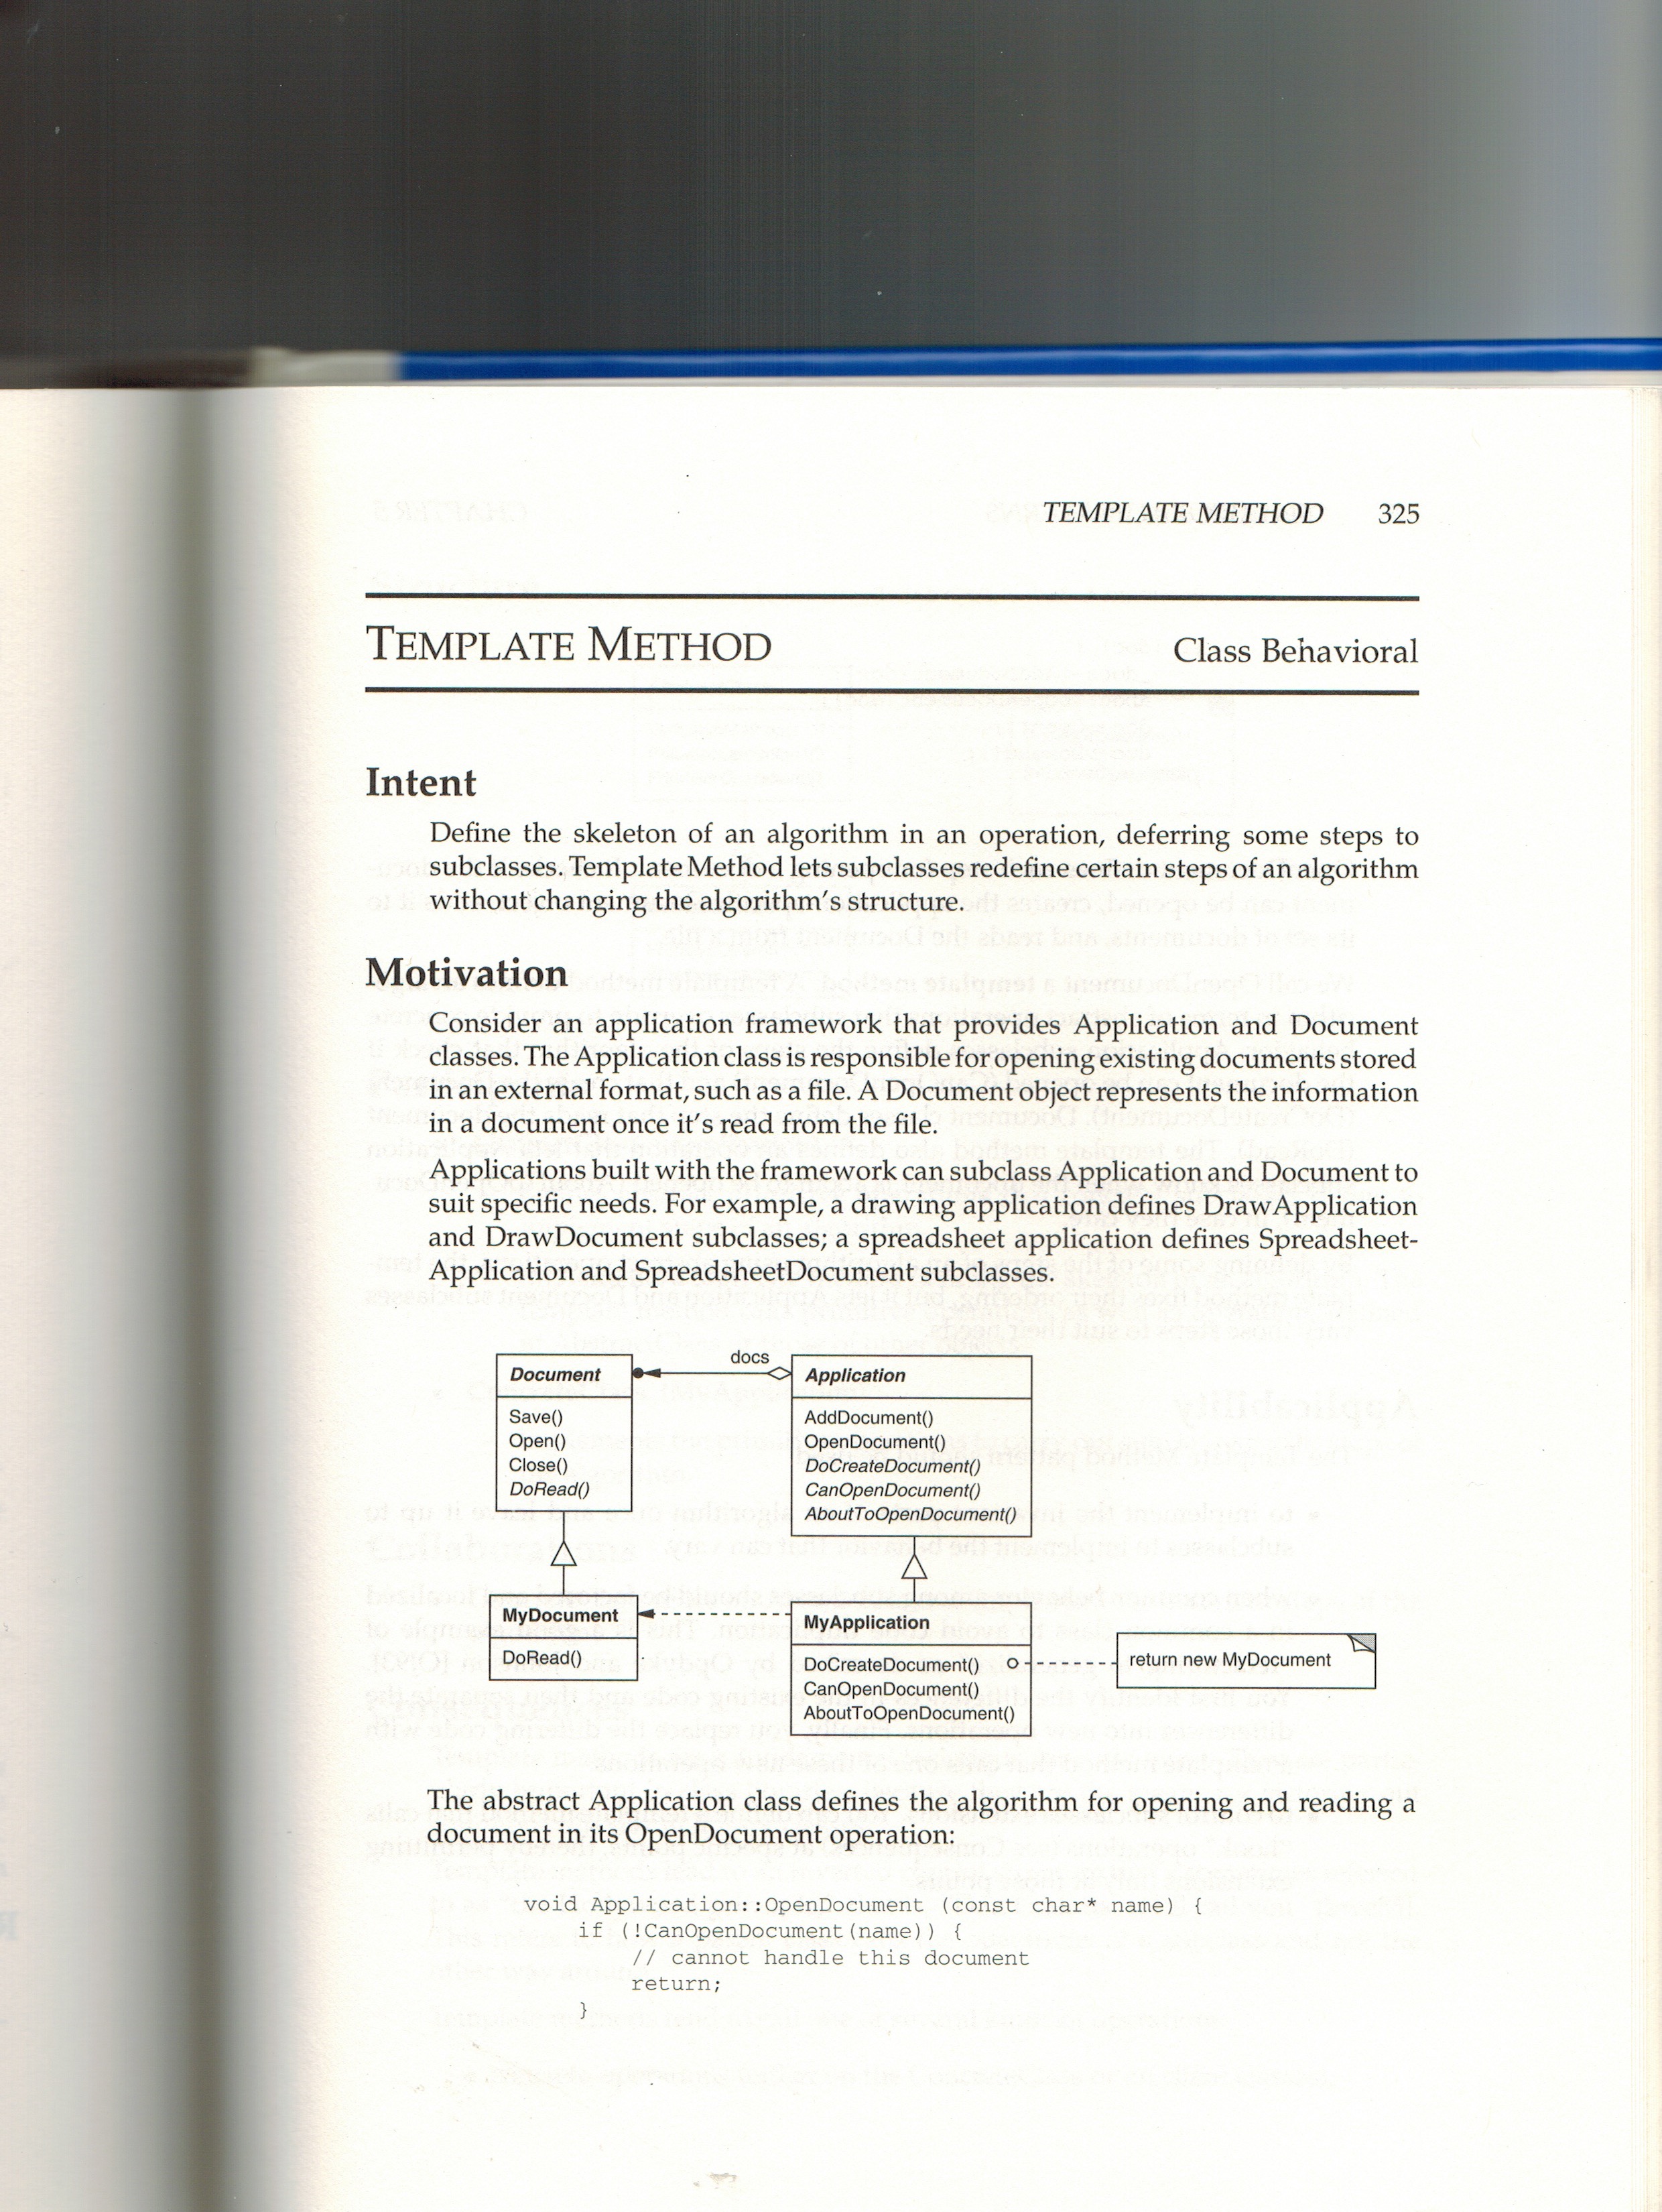 TEMPLATE METHOD 325
TEMPLATE METHOD Class Behavioral
Intent
Define the skeleton of an algorithm in an operation, deferring some steps to
subclasses. Template Method lets subclasses redefine certain steps of an algorithm
without changing the algorithm's structure.
Motivation
Consider an application framework that provides Application and Document
classes. The Application class is responsible for opening existing documents stored
in an external format, such as a file. A Document object represents the information
in a document once it's read from the file.
Applications built with the framework can subclass Application and Document to
suit specific needs. For example, a drawing application defines DrawApplication
and DrawDocument subclasses; a spreadsheet application defines Spreadsheet-
Application and SpreadsheetDocument subclasses.
docs
Document
Save()
Open()
Close()
DoRead()
Application
AddDocument()
OpenDocument()
DoCreateDocument()
CanOpenDocument()
AboutToOpenDocument()
MyDocument
DoRead()
MyApplication
DoCreateDocument()
CanOpenDocument()
AboutToOpenDocument()
return new MyDocument
The abstract Application class defines the algorithm for opening and reading a
document in its OpenDocument operation:
void Application::OpenDocument (const char* name) {
    if (!CanOpenDocument(name)) {
        // cannot handle this document
        return;
    }